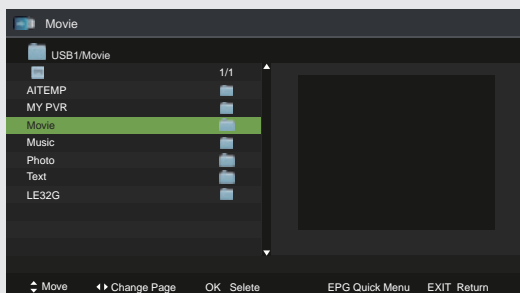 Movie
USB1/Movie
1/1
AITEMP
MY PVR
Movie
Music
Photo
Text
LE32G
Move Change Page OK Selete EPG Quick Menu EXIT Return